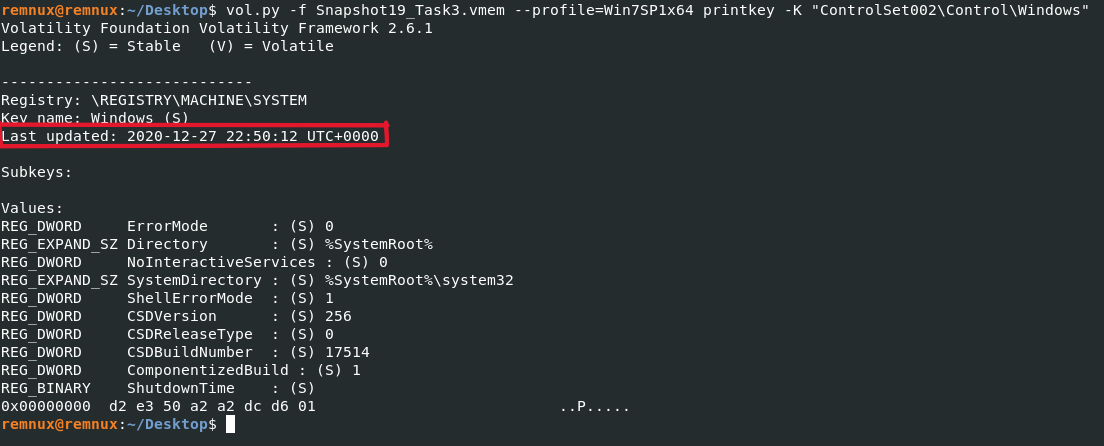 remnux@remnux:~/Desktop$ vol.py -f Snapshot19_Task3.vmem --profile=Win7SP1x64 printkey -K "ControlSet002\Control\Windows"
Volatility Foundation Volatility Framework 2.6.1
Legend: (S) = Stable   (V) = Volatile

----------------------------
Registry: \REGISTRY\MACHINE\SYSTEM
Key name: Windows (S)
Last updated: 2020-12-27 22:50:12 UTC+0000

Subkeys:

Values:
REG_DWORD     ErrorMode       : (S) 0
REG_EXPAND_SZ Directory       : (S) %SystemRoot%
REG_DWORD     NoInteractiveServices : (S) 0
REG_EXPAND_SZ SystemDirectory : (S) %SystemRoot%\system32
REG_DWORD     ShellErrorMode  : (S) 1
REG_DWORD     CSDVersion      : (S) 256
REG_DWORD     CSDReleaseType  : (S) 0
REG_DWORD     CSDBuildNumber  : (S) 17514
REG_DWORD     ComponentizedBuild : (S) 1
REG_BINARY    ShutdownTime    : (S)
0x00000000  d2 e3 50 a2 a2 dc d6 01                           ..P.....
remnux@remnux:~/Desktop$